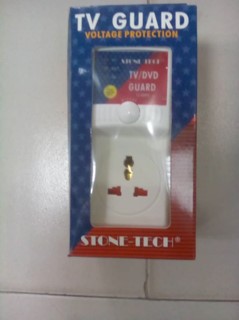 TV GUARD
VOLTAGE PROTECTION
STONE-TECH
TV/DVD
GUARD
STONE-TECH®